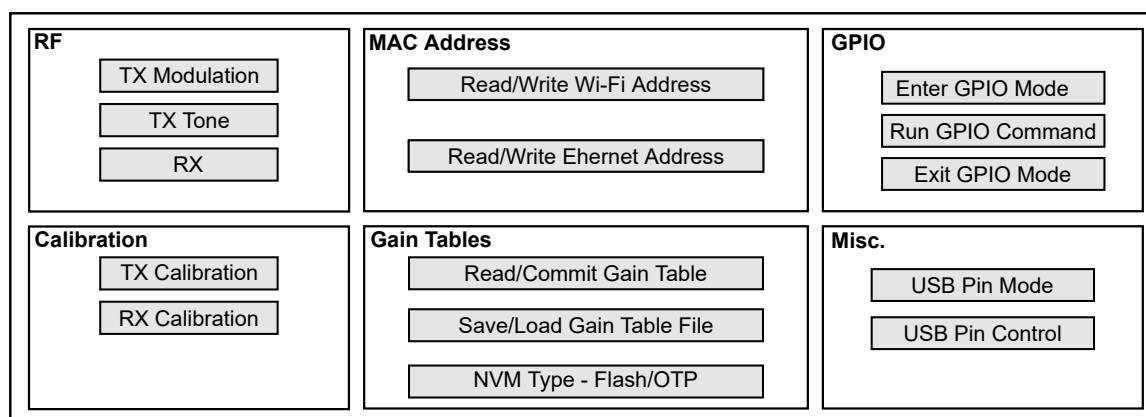 RF
TX Modulation
TX Tone
RX
MAC Address
Read/Write Wi-Fi Address
Read/Write Ehernet Address
GPIO
Enter GPIO Mode
Run GPIO Command
Exit GPIO Mode
Calibration
TX Calibration
RX Calibration
Gain Tables
Read/Commit Gain Table
Save/Load Gain Table File
NVM Type - Flash/OTP
Misc.
USB Pin Mode
USB Pin Control